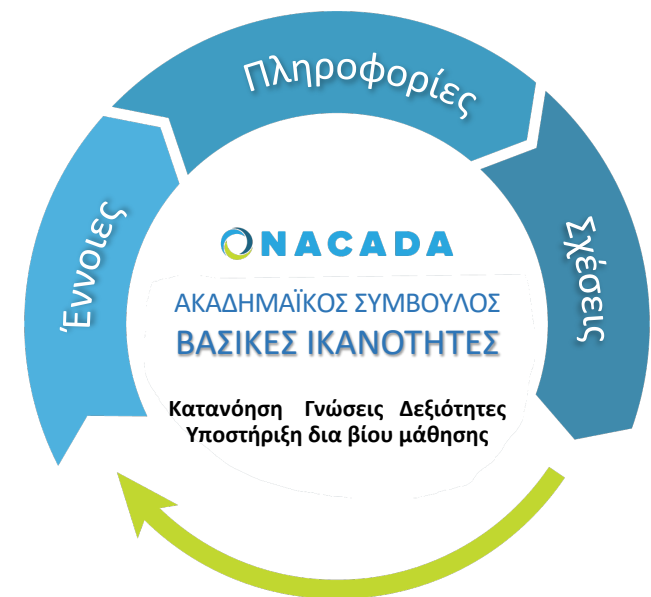 Έννοιες
Πληροφορίες
Σχέσεις
NACADA
ΑΚΑΔΗΜΑΪΚΟΣ ΣΥΜΒΟΥΛΟΣ
ΒΑΣΙΚΕΣ ΙΚΑΝΟΤΗΤΕΣ
Κατανόηση Γνώσεις Δεξιότητες
Υποστήριξη δια βίου μάθησης